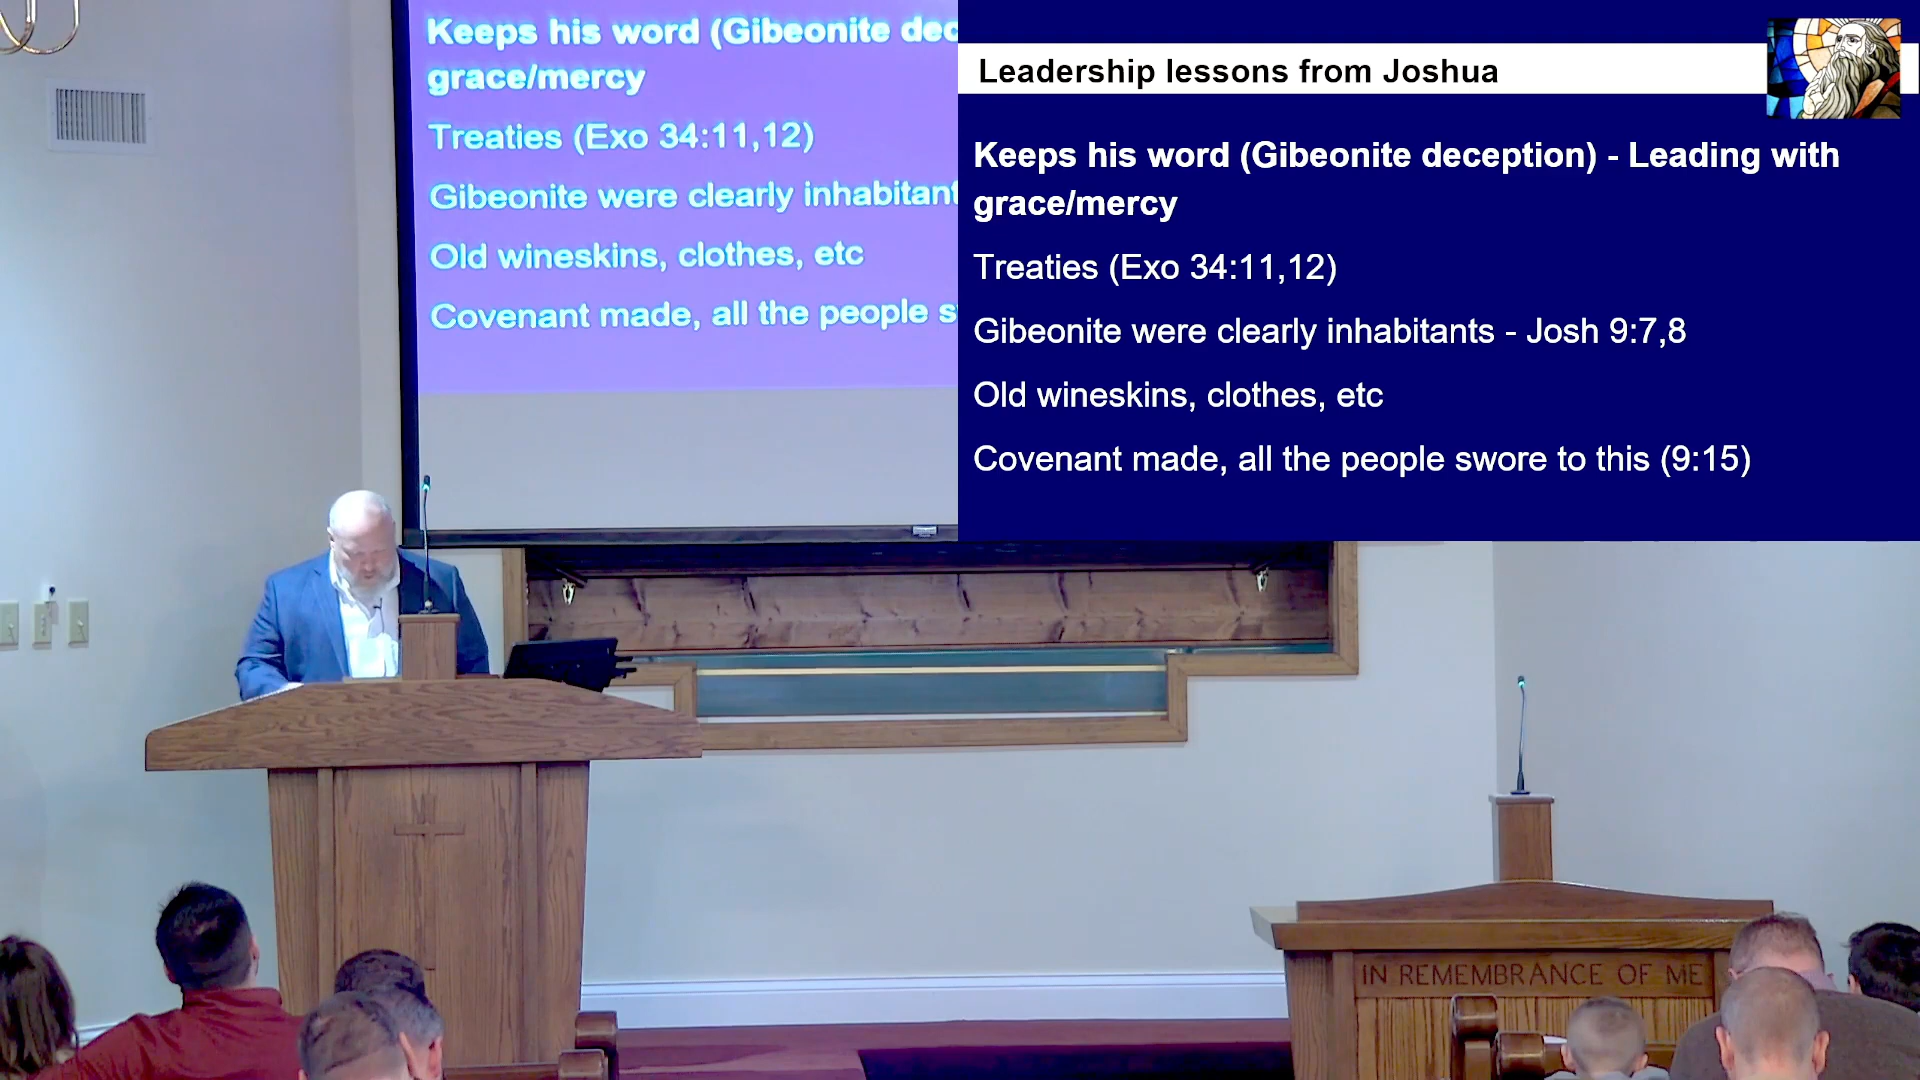 Keeps his word (Gibeonite dec
grace/mercy
Treaties (Exo 34:11,12)
Gibeonite were clearly inhabitant
Old wineskins, clothes, etc
Covenant made, all the people s
Leadership lessons from Joshua
Keeps his word (Gibeonite deception) - Leading with
grace/mercy
Treaties (Exo 34:11,12)
Gibeonite were clearly inhabitants - Josh 9:7,8
Old wineskins, clothes, etc
Covenant made, all the people swore to this (9:15)
IN REMEMBRANCE OF ME